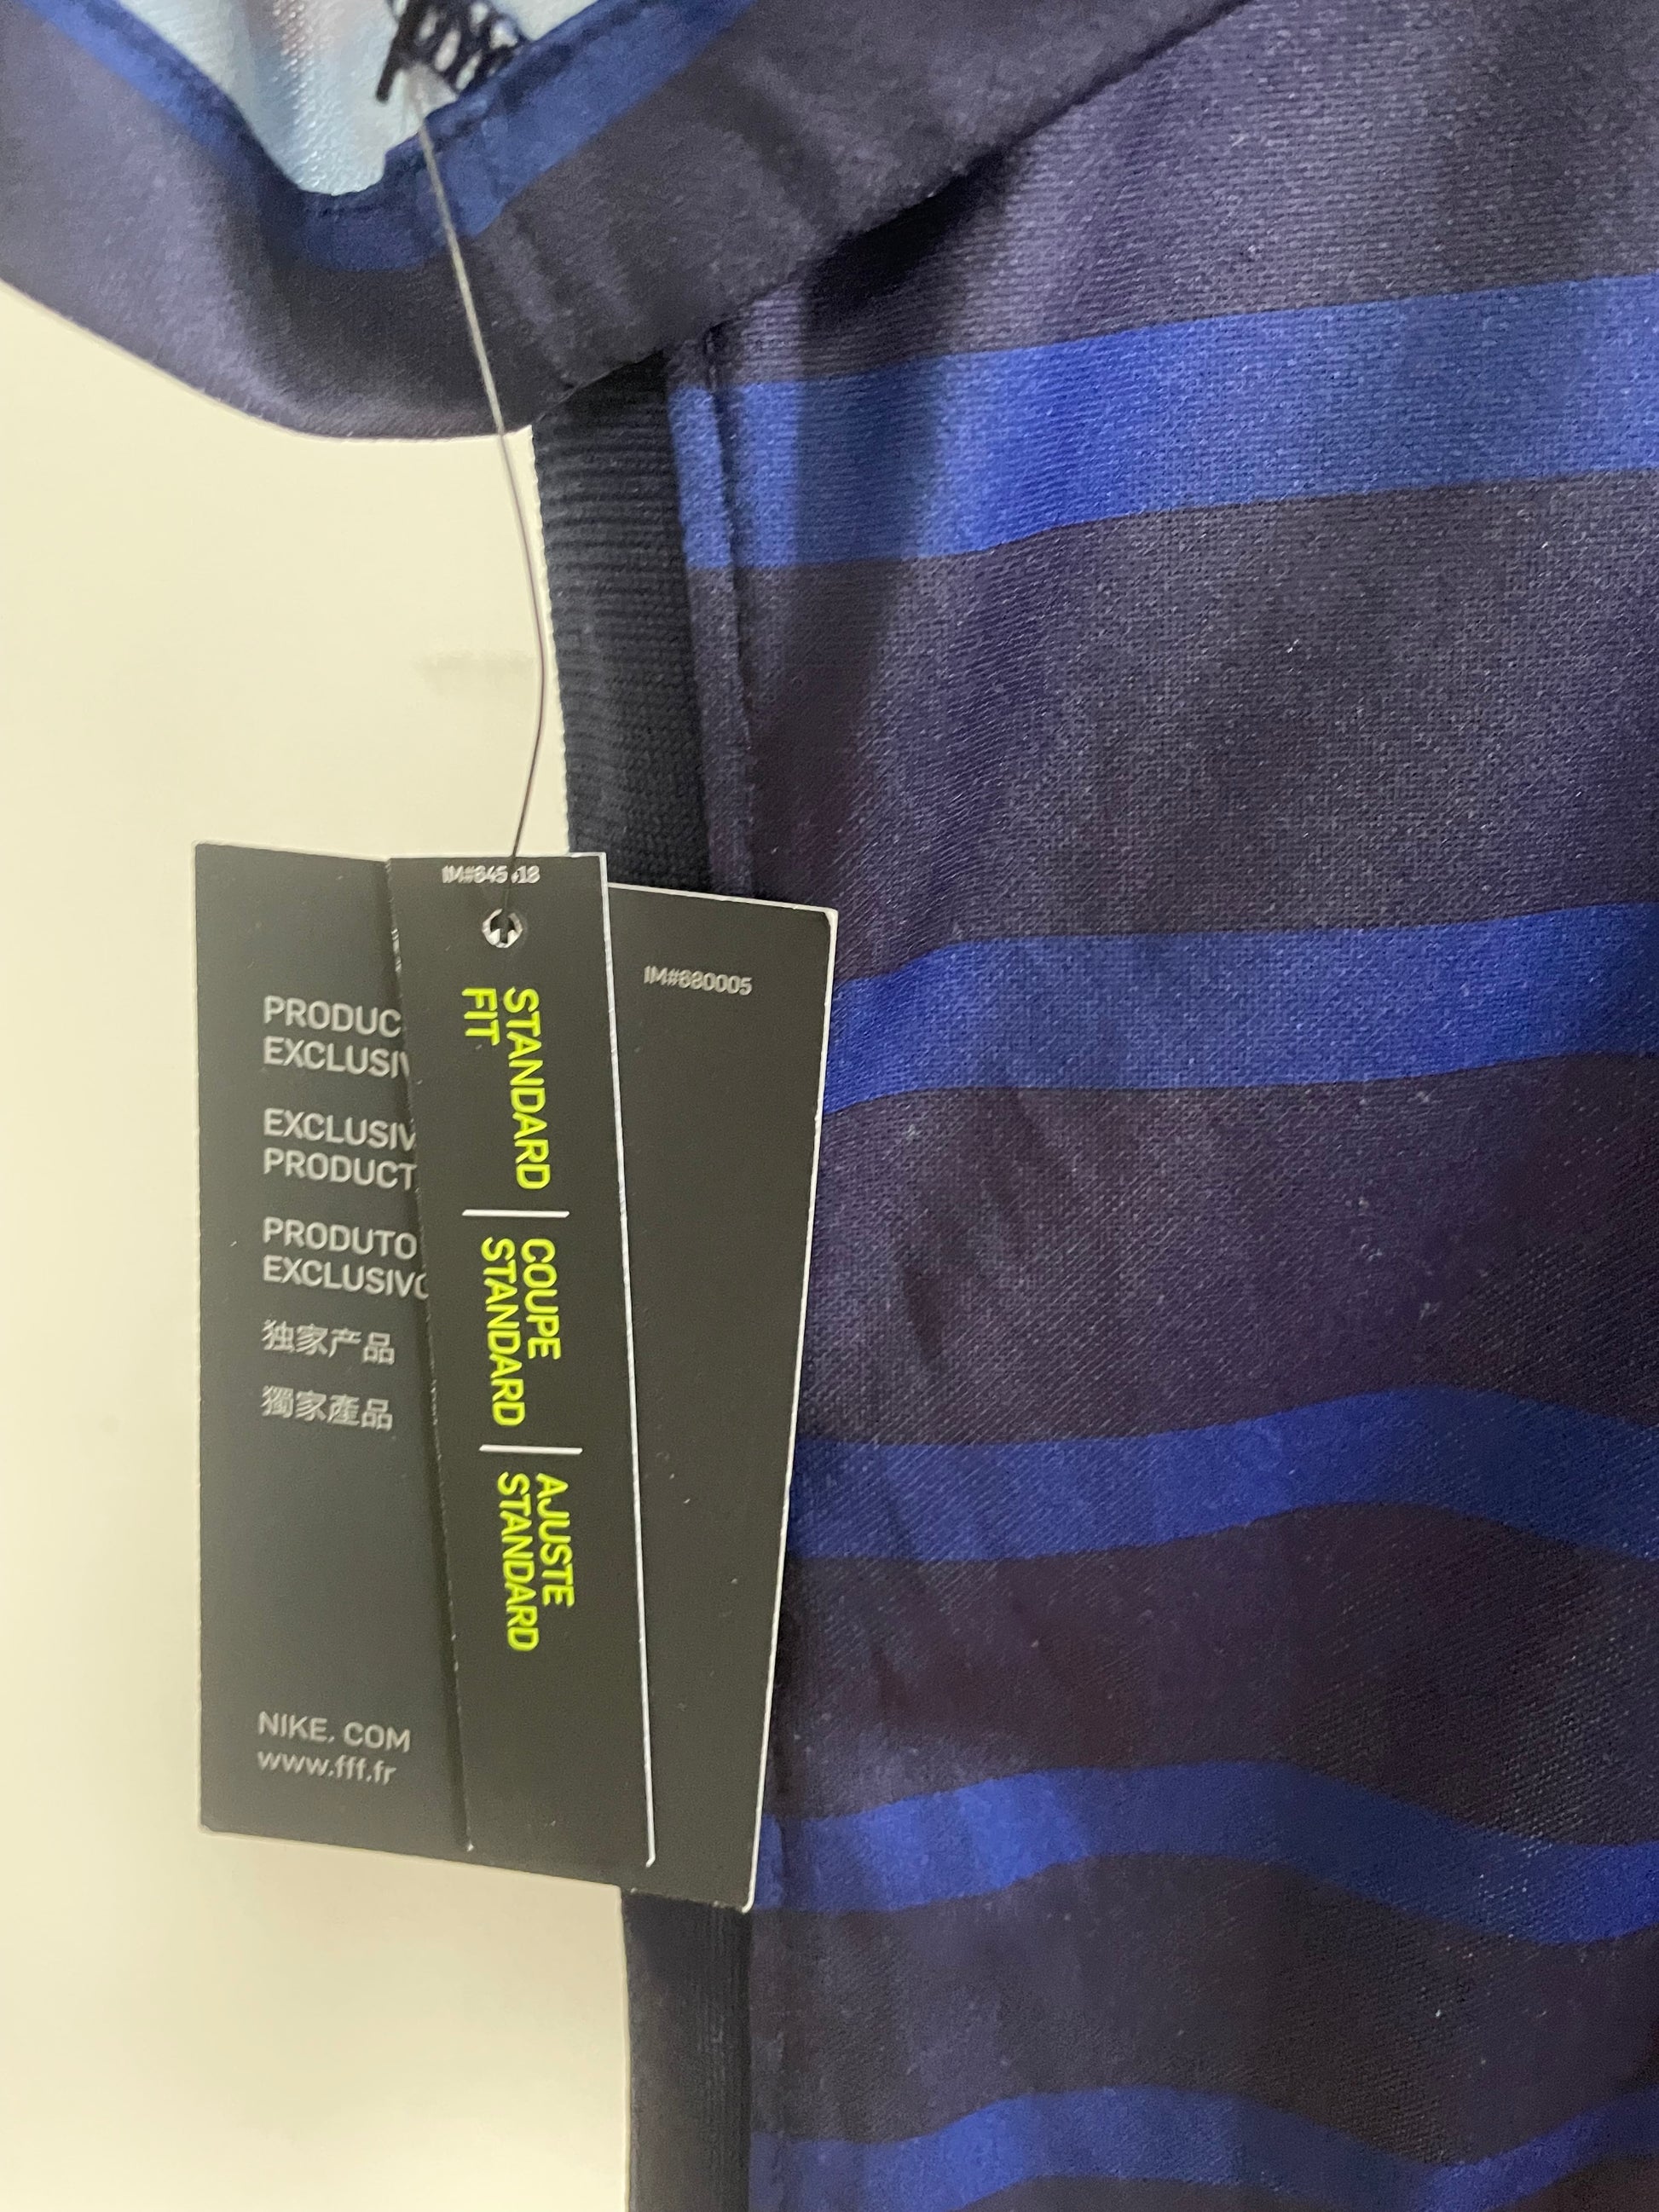 PRODUC
EXCLUSIV
EXCLUSIV
PRODUCT
PRODUTO
EXCLUSIVO
独家产品
獨家產品
NIKE. COM
www.fff.fr
STANDARD
FIT
COUPE
STANDARD
AJUSTE
STANDARD
IM#680005